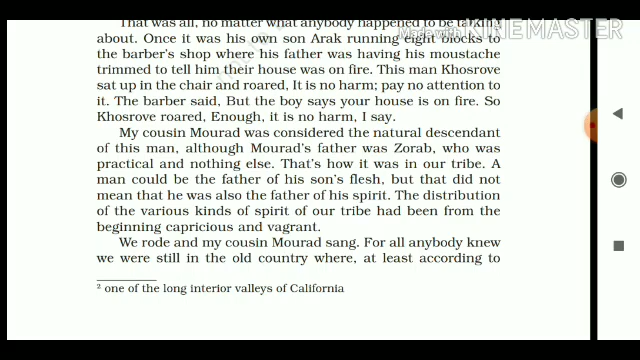 That was all, no matter what anybody happened to be talking
about. Once it was his own son Arak running eight blocks to
the barber's shop where his father was having his moustache
trimmed to tell him their house was on fire. This man Khosrove
sat up in the chair and roared, It is no harm; pay no attention to
it. The barber said, But the boy says your house is on fire. So
Khosrove roared, Enough, it is no harm, I say.
My cousin Mourad was considered the natural descendant
of this man, although Mourad's father was Zorab, who was
practical and nothing else. That's how it was in our tribe. A
man could be the father of his son's flesh, but that did not
mean that he was also the father of his spirit. The distribution
of the various kinds of spirit of our tribe had been from the
beginning capricious and vagrant.
We rode and my cousin Mourad sang. For all anybody knew
we were still in the old country where, at least according to
2 one of the long interior valleys of California
Made with KINEMASTER